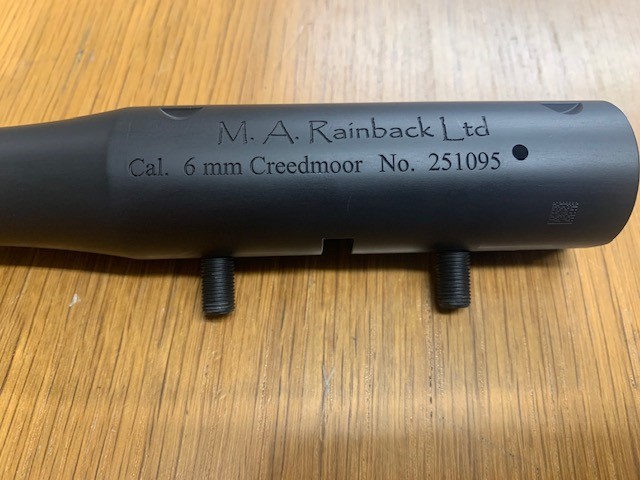 M. A. Rainback Ltd
Cal. 6 mm Creedmoor No. 251095